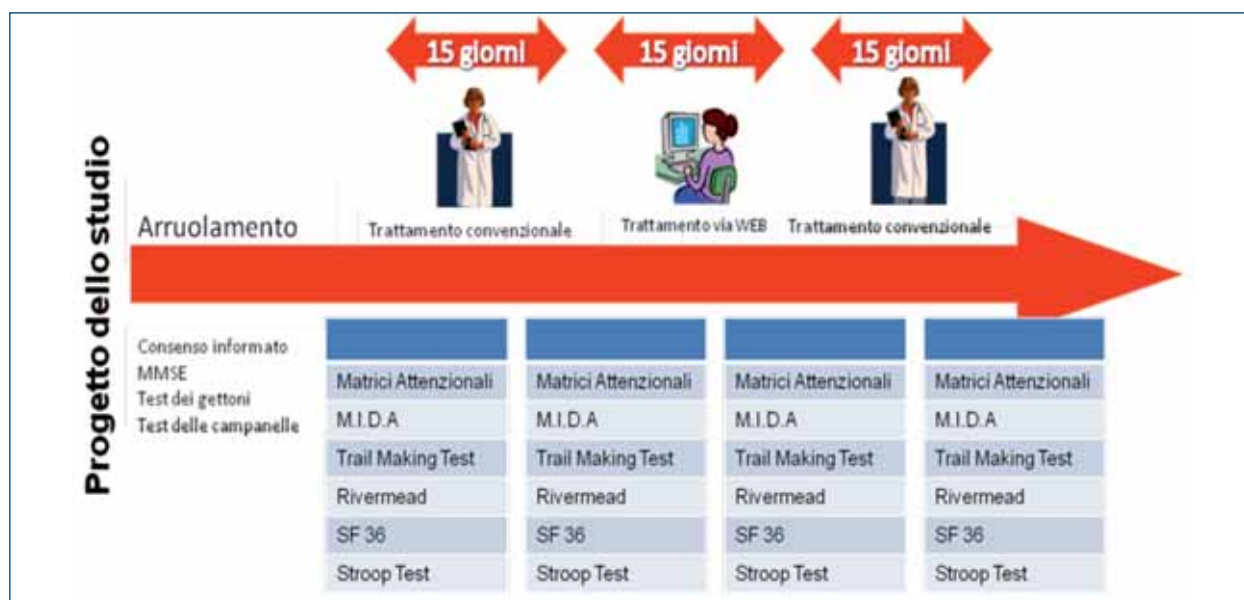 15 giorni 15 giorni 15 giorni
Progetto dello studio
Arruolamento
Trattamento convenzionale Trattamento via WEB Trattamento convenzionale
Consenso informato
MMSE
Test dei gettoni
Test delle campanelle
Matrici Attenzionali Matrici Attenzionali Matrici Attenzionali Matrici Attenzionali
M.I.D.A M.I.D.A M.I.D.A M.I.D.A
Trail Making Test Trail Making Test Trail Making Test Trail Making Test
Rivermead Rivermead Rivermead Rivermead
SF 36 SF 36 SF 36 SF 36
Stroop Test Stroop Test Stroop Test Stroop Test